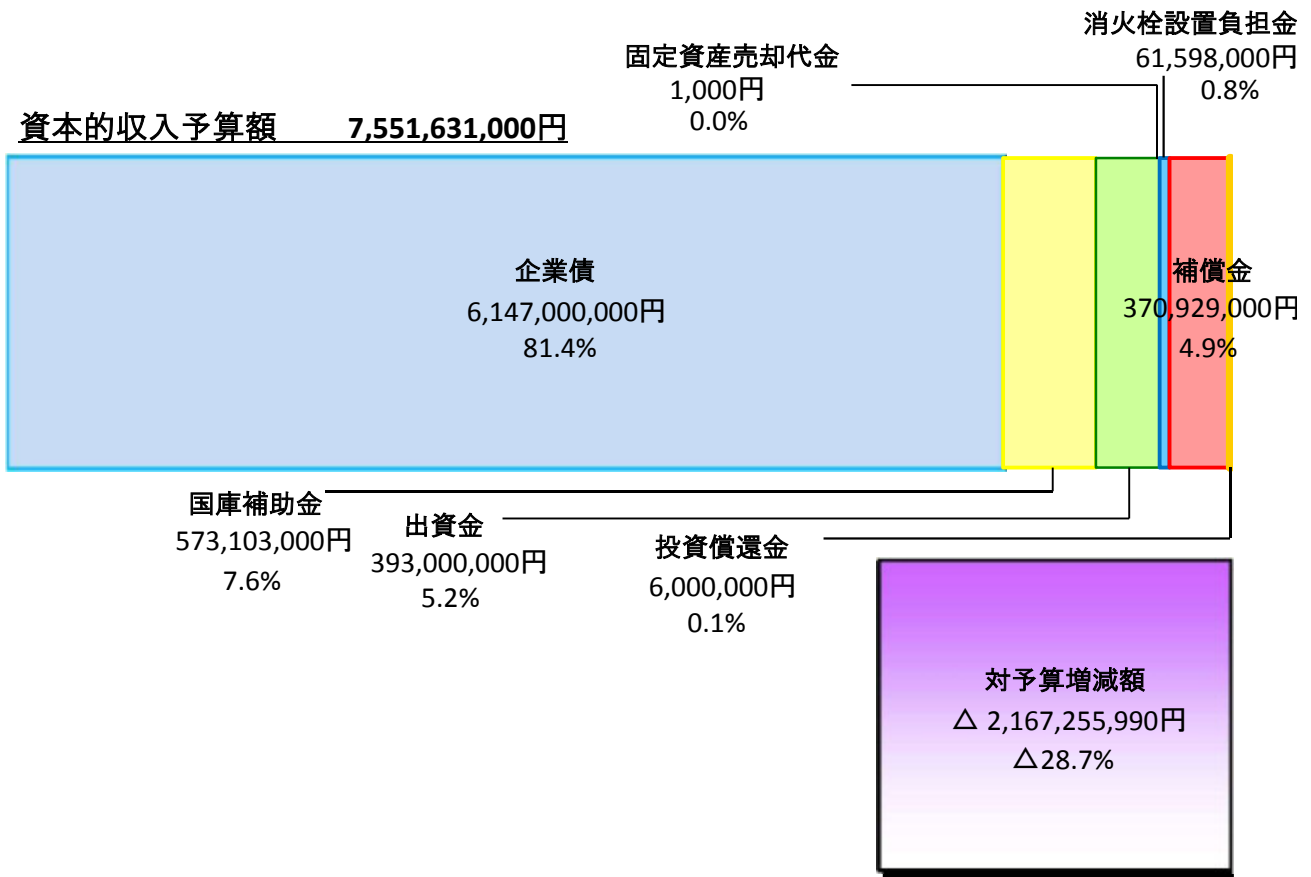 消火栓設置負担金
61,598,000円
0.8%
固定資産売却代金
1,000円
0.0%
資本的収入予算額 7,551,631,000円
企業債
6,147,000,000円
81.4%
補償金
370,929,000円
4.9%
国庫補助金
573,103,000円
7.6%
出資金
393,000,000円
5.2%
投資償還金
6,000,000円
0.1%
対予算増減額
△ 2,167,255,990円
△28.7%